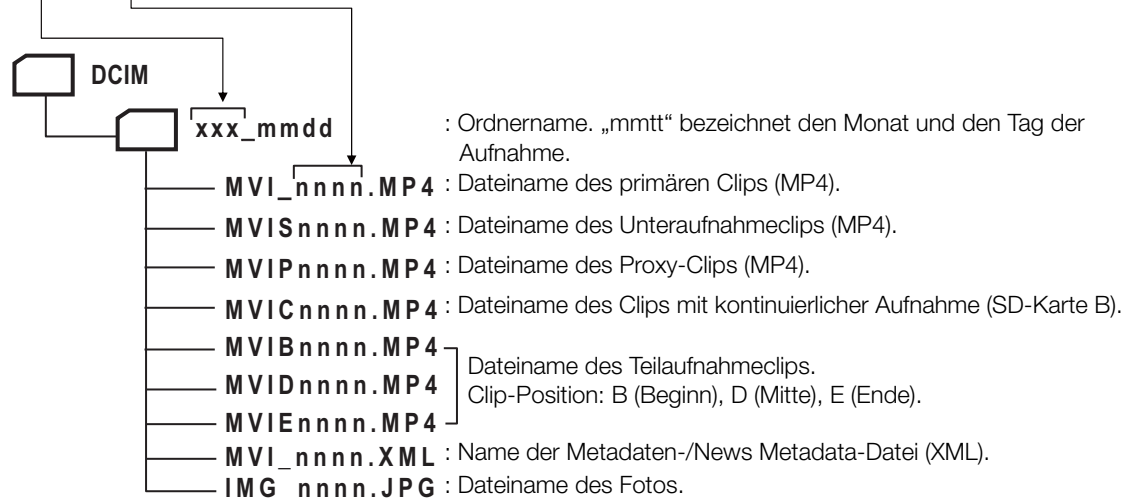 DCIM
xxx_mmdd : Ordnername. „mmtt“ bezeichnet den Monat und den Tag der
Aufnahme.
MVI_nnnn.MP4 : Dateiname des primären Clips (MP4).
MVISnnnn.MP4 : Dateiname des Unteraufnahmeclips (MP4).
MVIPnnnn.MP4 : Dateiname des Proxy-Clips (MP4).
MVICnnnn.MP4 : Dateiname des Clips mit kontinuierlicher Aufnahme (SD-Karte B).
MVIBnnnn.MP4
Dateiname des Teilaufnahmeclips.
MVIDnnnn.MP4
Clip-Position: B (Beginn), D (Mitte), E (Ende).
MVIEnnnn.MP4
MVI_nnnn.XML : Name der Metadaten-/News Metadata-Datei (XML).
IMG_nnnn.JPG : Dateiname des Fotos.